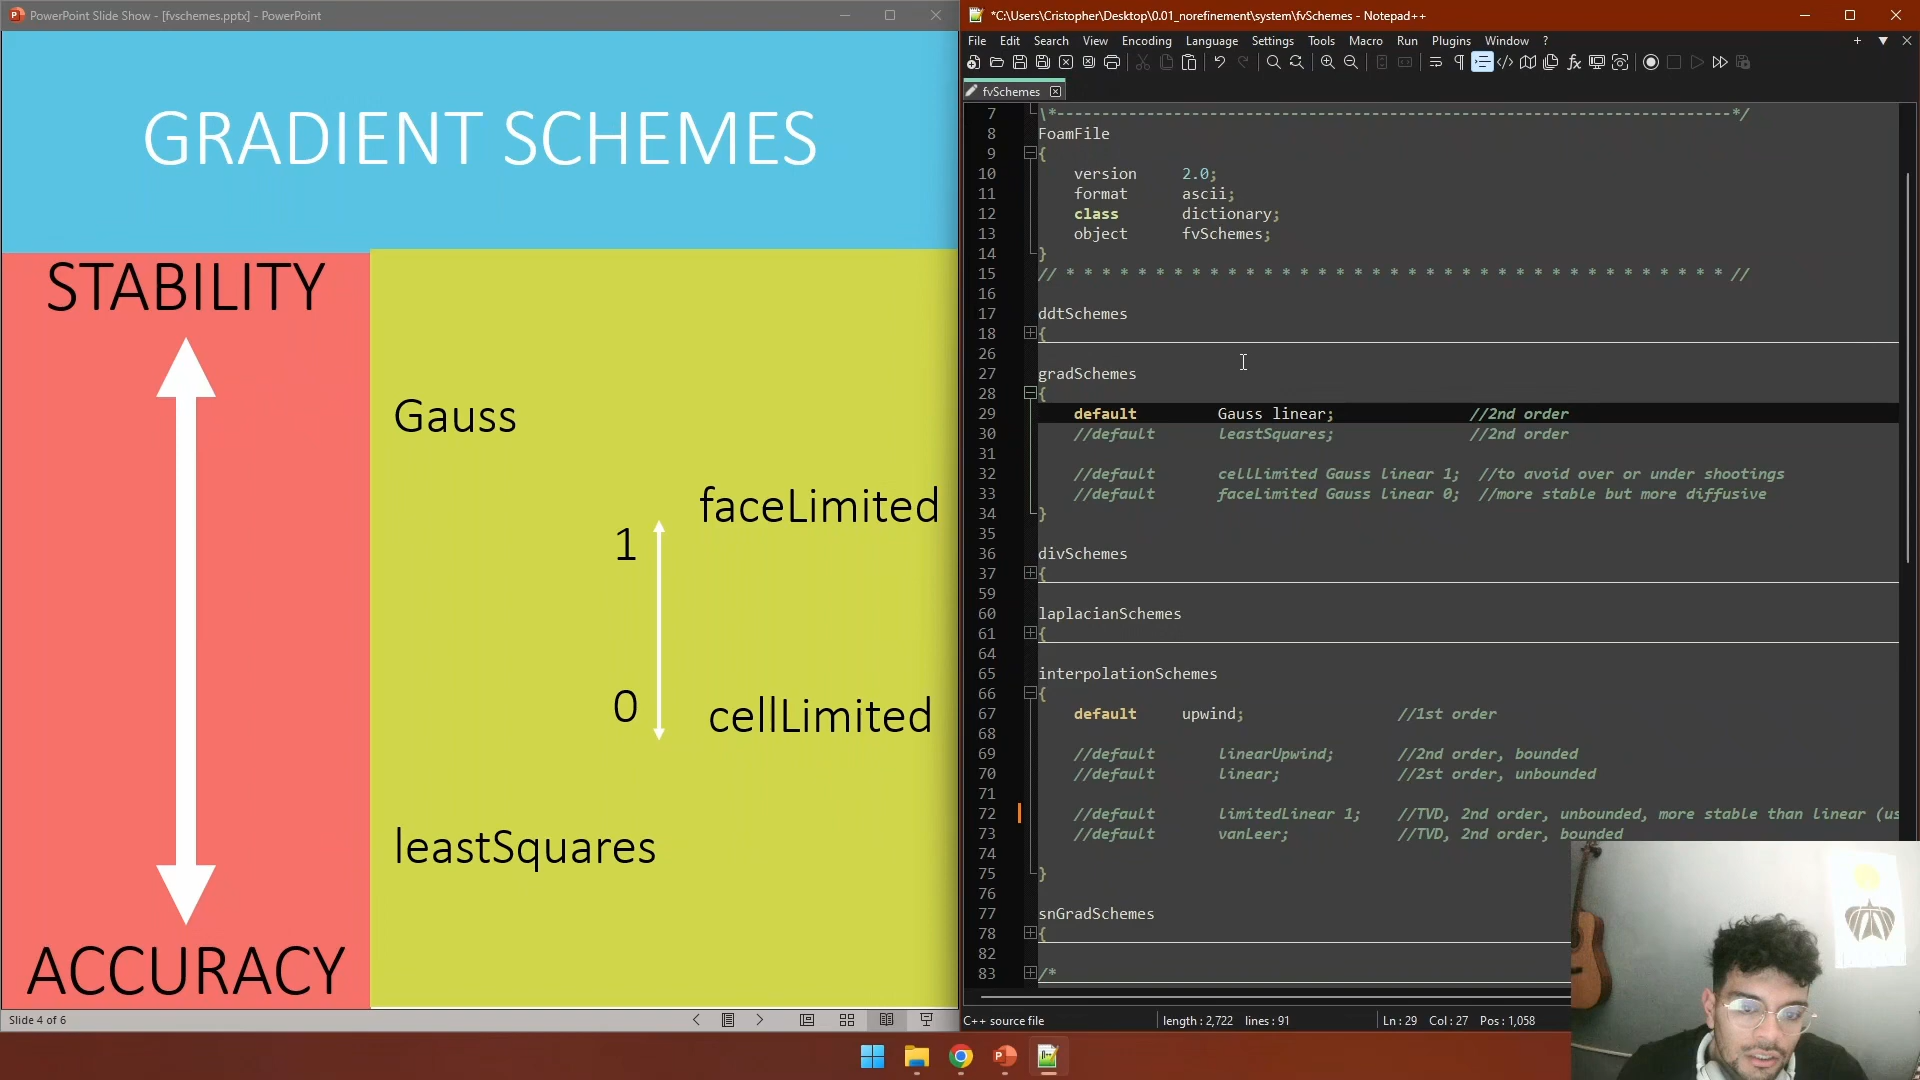 PowerPoint Slide Show - [fvschemes.pptx] - PowerPoint
GRADIENT SCHEMES
STABILITY
ACCURACY
Gauss
faceLimited
1
0
cellLimited
leastSquares
Slide 4 of 6
*C:\Users\Cristopher\Desktop\0.01_norefinement\system\fvSchemes - Notepad++
File Edit Search View Encoding Language Settings Tools Macro Run Plugins Window ?
fvSchemes
7 \*---------------------------------------------------------------------------*/
8 FoamFile
9 {
10 version 2.0;
11 format ascii;
12 class dictionary;
13 object fvSchemes;
14 }
15 // * * * * * * * * * * * * * * * * * * * * * * * * * * * * * * * * * * * * * //
16
17 ddtSchemes
18 {
26
27 gradSchemes
28 {
29 default Gauss linear; //2nd order
30 //default leastSquares; //2nd order
31
32 //default cellLimited Gauss linear 1; //to avoid over or under shootings
33 //default faceLimited Gauss linear 0; //more stable but more diffusive
34 }
35
36 divSchemes
37 {
59
60 laplacianSchemes
61 {
64
65 interpolationSchemes
66 {
67 default upwind; //1st order
68
69 //default linearUpwind; //2nd order, bounded
70 //default linear; //2st order, unbounded
71
72 //default limitedLinear 1; //TVD, 2nd order, unbounded, more stable than linear (us
73 //default vanLeer; //TVD, 2nd order, bounded
74
75 }
76
77 snGradSchemes
78 {
82
83 /*
C++ source file length : 2,722 lines : 91 Ln : 29 Col : 27 Pos : 1,058